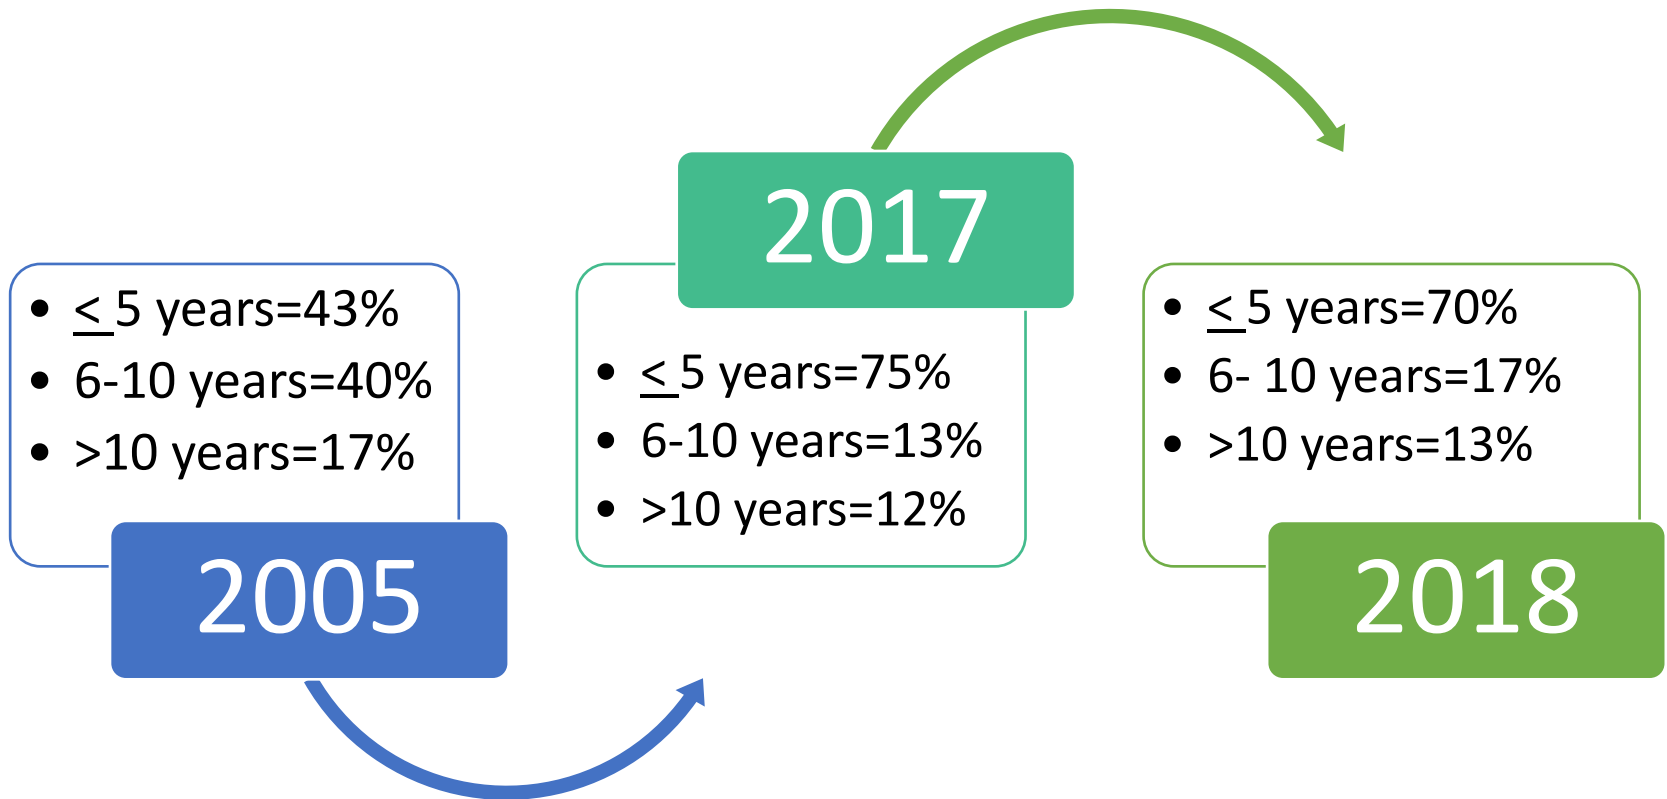 • < 5 years=43%
• 6-10 years=40%
• >10 years=17%
2005
2017
• < 5 years=75%
• 6-10 years=13%
• >10 years=12%
• < 5 years=70%
• 6- 10 years=17%
• >10 years=13%
2018